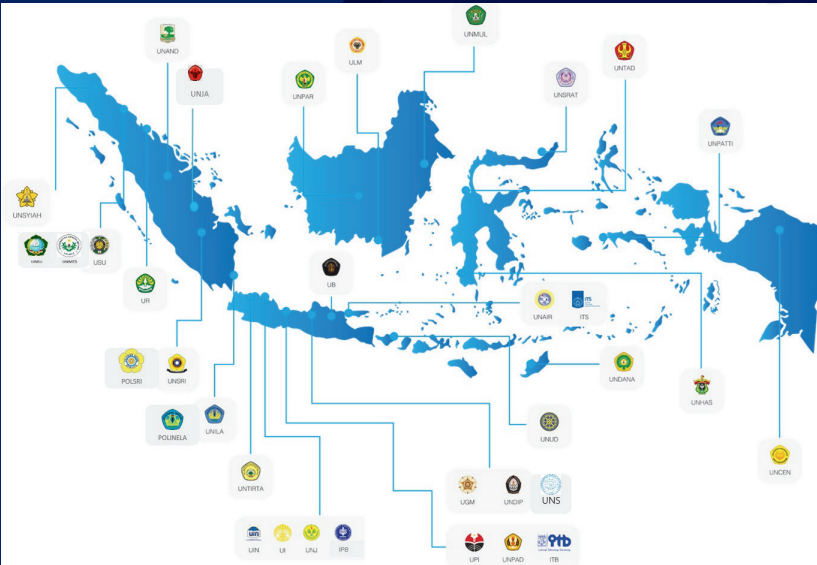 UNMUL
UNAND
ULM
UNTAD
UNJA
UNPAR
UNSRAT
UNPATTI
UNSYIAH
USU
UR
UB
UNAIR
ITS
POLSRI
UNSRI
UNDANA
UNHAS
POLINELA
UNILA
UNUD
UNCEN
UNTIRTA
UGM
UNDIP
UNS
UIN
UI
UNJ
IPB
UPI
UNPAD
ITB